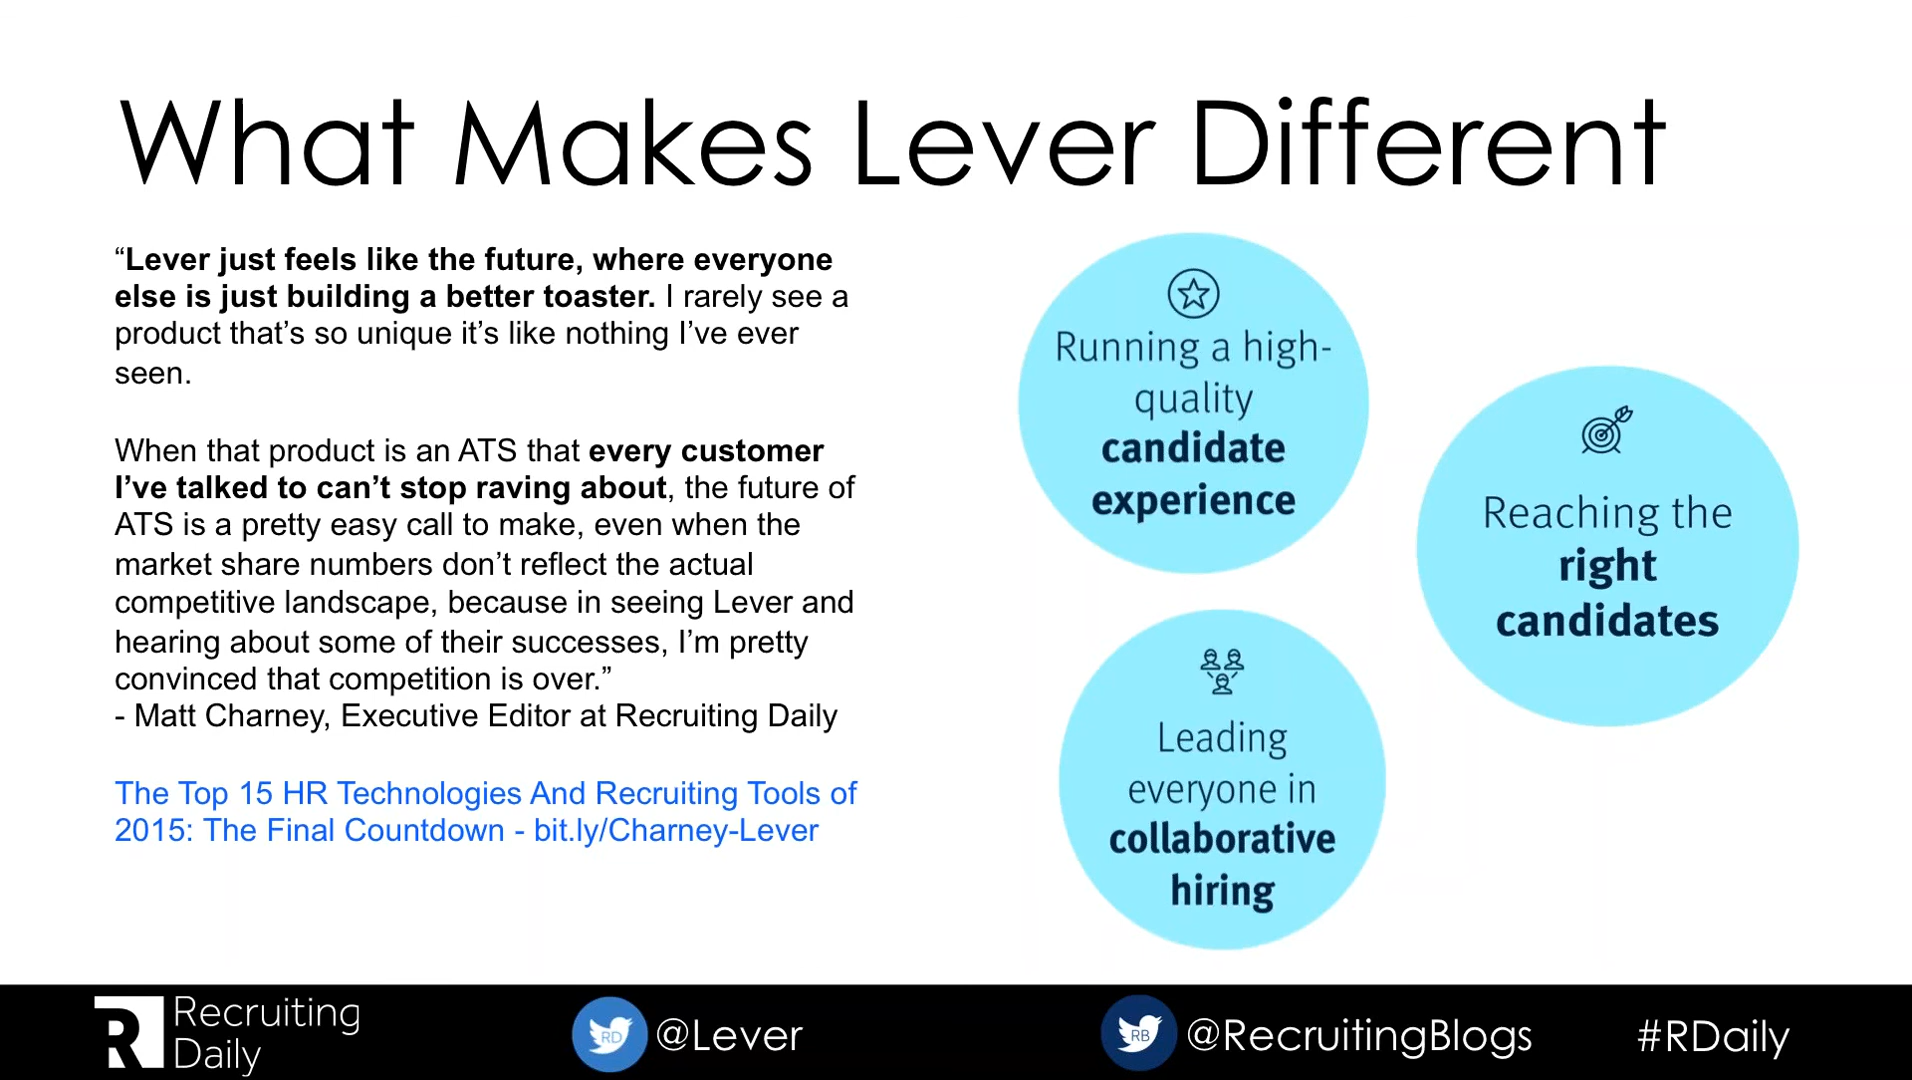 What Makes Lever Different
“Lever just feels like the future, where everyone
else is just building a better toaster. I rarely see a
product that’s so unique it’s like nothing I’ve ever
seen.
When that product is an ATS that every customer
I’ve talked to can’t stop raving about, the future of
ATS is a pretty easy call to make, even when the
market share numbers don’t reflect the actual
competitive landscape, because in seeing Lever and
hearing about some of their successes, I’m pretty
convinced that competition is over.”
- Matt Charney, Executive Editor at Recruiting Daily
The Top 15 HR Technologies And Recruiting Tools of
2015: The Final Countdown - bit.ly/Charney-Lever
Running a high-
quality
candidate
experience
Reaching the
right
candidates
Leading
everyone in
collaborative
hiring
R
Recruiting
Daily
RD
@Lever
RB
@RecruitingBlogs
#RDaily